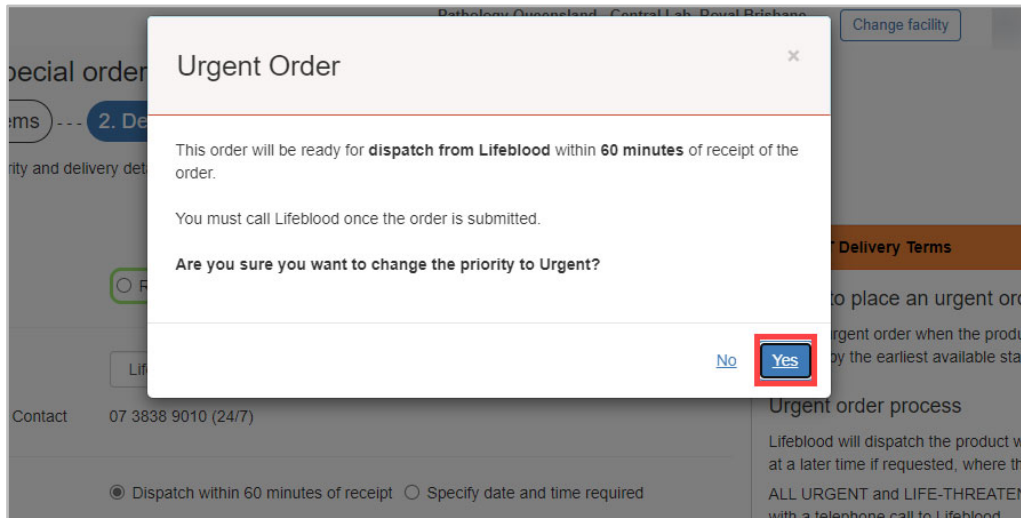 Pathology Queensland - Central Lab, Royal Brisbane
Change facility
pecial order
Urgent Order
×
ems
2. De
This order will be ready for dispatch from Lifeblood within 60 minutes of receipt of the
order.
rity and delivery det
You must call Lifeblood once the order is submitted.
Are you sure you want to change the priority to Urgent?
Delivery Terms
R
to place an urgent ord
rgent order when the produ
No
Yes
by the earliest available sta
Lif
Contact
07 3838 9010 (24/7)
Urgent order process
Lifeblood will dispatch the product w
at a later time if requested, where th
Dispatch within 60 minutes of receipt
Specify date and time required
ALL URGENT and LIFE-THREATEN
with a telephone call to Lifeblood